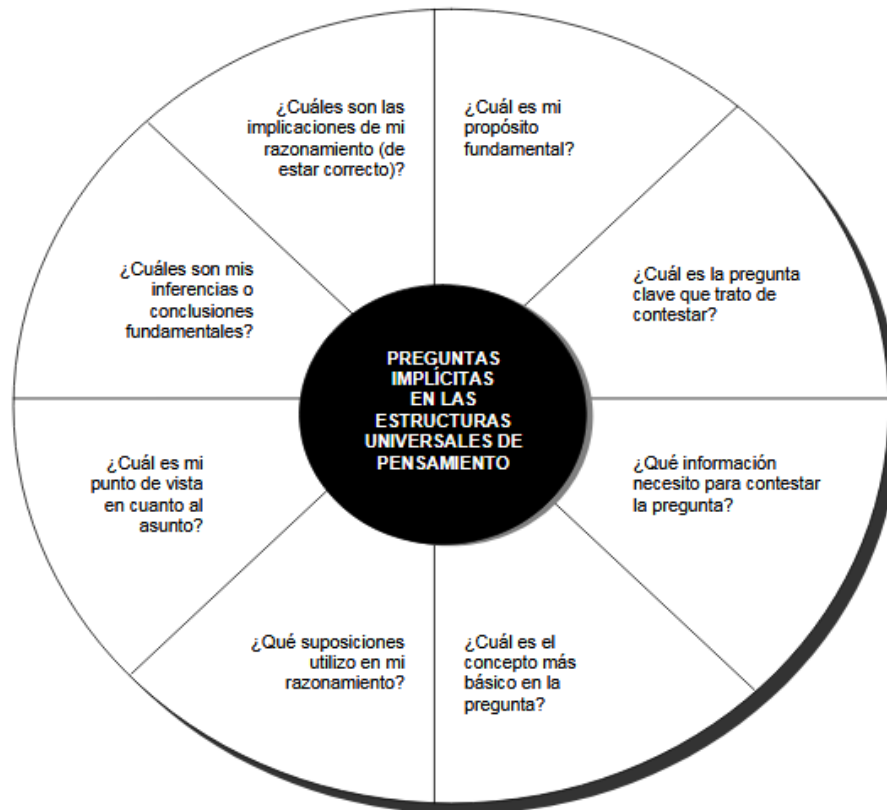 ¿Cuáles son las
implicaciones de mi
razonamiento (de
estar correcto)?
¿Cuál es mi
propósito
fundamental?
¿Cuál es la pregunta
clave que trato de
contestar?
¿Qué información
necesito para contestar
la pregunta?
¿Cuál es el
concepto más
básico en la
pregunta?
¿Qué suposiciones
utilizo en mi
razonamiento?
¿Cuál es mi
punto de vista
en cuanto al
asunto?
¿Cuáles son mis
inferencias o
conclusiones
fundamentales?
PREGUNTAS
IMPLÍCITAS
EN LAS
ESTRUCTURAS
UNIVERSALES DE
PENSAMIENTO